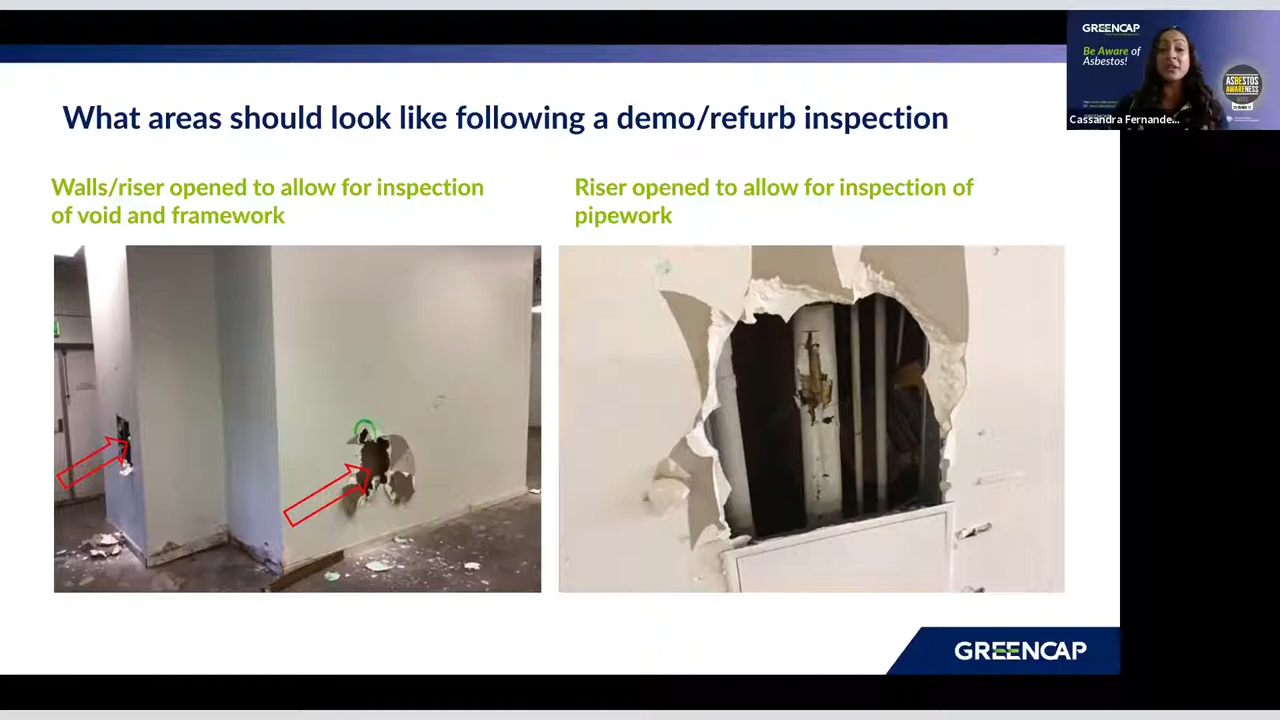 What areas should look like following a demo/refurb inspection
Walls/riser opened to allow for inspection
of void and framework
Riser opened to allow for inspection of
pipework
GREENCAP
GREENCAP
Be Aware of
Asbestos!
ASBESTOS
AWARENESS
Cassandra Fernande...